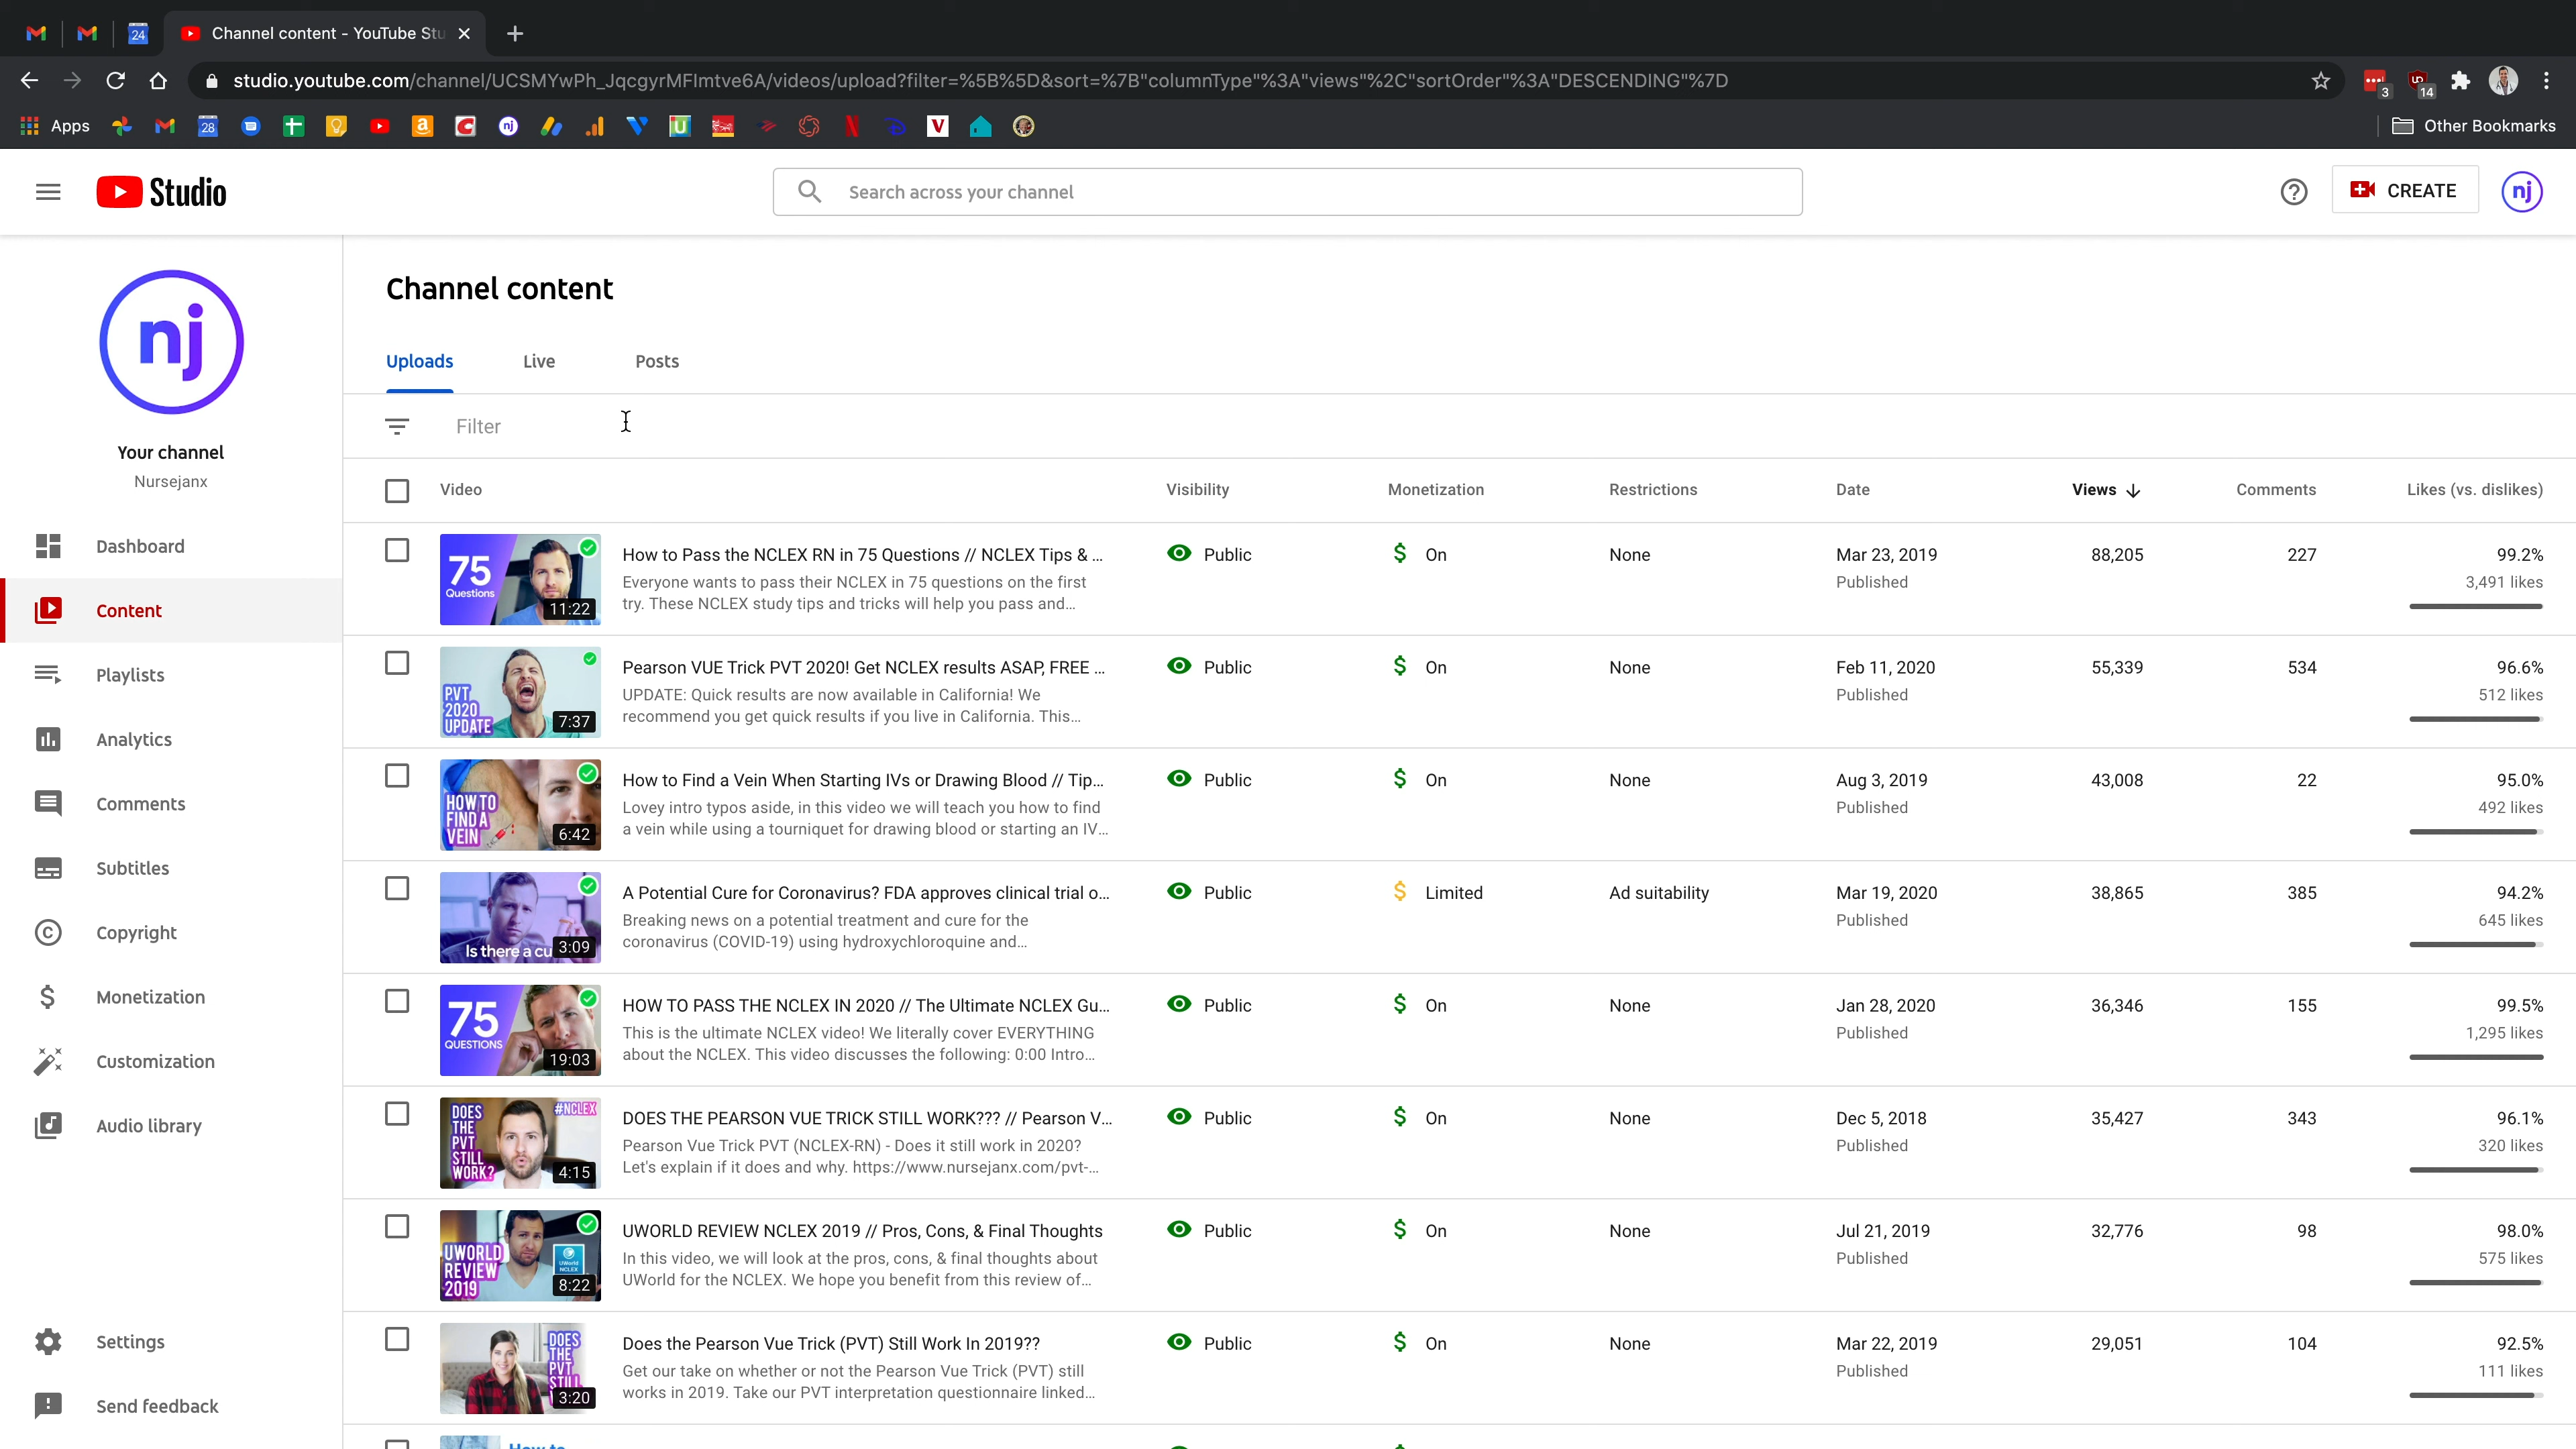 24
Channel content - YouTube Stu
studio.youtube.com/channel/UCSMYwPh_JqcgyrMFImtve6A/videos/upload?filter=%5B%5D&sort=%7B"columnType"%3A"views"%2C"sortOrder"%3A"DESCENDING"%7D
3
14
Apps
28
Other Bookmarks
Studio
Search across your channel
CREATE
nj
nj
Your channel
Nursejanx
Dashboard
Content
Playlists
Analytics
Comments
Subtitles
Copyright
Monetization
Customization
Audio library
Settings
Send feedback
Channel content
Uploads Live Posts
Filter
Video Visibility Monetization Restrictions Date Views Comments Likes (vs. dislikes)
75
Questions
11:22
How to Pass the NCLEX RN in 75 Questions // NCLEX Tips & ...
Everyone wants to pass their NCLEX in 75 questions on the first
try. These NCLEX study tips and tricks will help you pass and...
Public On None Mar 23, 2019 88,205 227 99.2%
Published 3,491 likes
PVT
2020
UPDATE
7:37
Pearson VUE Trick PVT 2020! Get NCLEX results ASAP, FREE ...
UPDATE: Quick results are now available in California! We
recommend you get quick results if you live in California. This...
Public On None Feb 11, 2020 55,339 534 96.6%
Published 512 likes
HOW TO
FIND A
VEIN
6:42
How to Find a Vein When Starting IVs or Drawing Blood // Tip...
Lovey intro typos aside, in this video we will teach you how to find
a vein while using a tourniquet for drawing blood or starting an IV...
Public On None Aug 3, 2019 43,008 22 95.0%
Published 492 likes
Is there a cu
3:09
A Potential Cure for Coronavirus? FDA approves clinical trial o...
Breaking news on a potential treatment and cure for the
coronavirus (COVID-19) using hydroxychloroquine and...
Public Limited Ad suitability Mar 19, 2020 38,865 385 94.2%
Published 645 likes
75
QUESTIONS
19:03
HOW TO PASS THE NCLEX IN 2020 // The Ultimate NCLEX Gu...
This is the ultimate NCLEX video! We literally cover EVERYTHING
about the NCLEX. This video discusses the following: 0:00 Intro...
Public On None Jan 28, 2020 36,346 155 99.5%
Published 1,295 likes
DOES
THE
PVT
STILL
WORK?
#NCLEX
4:15
DOES THE PEARSON VUE TRICK STILL WORK??? // Pearson V...
Pearson Vue Trick PVT (NCLEX-RN) - Does it still work in 2020?
Let's explain if it does and why. https://www.nursejanx.com/pvt-...
Public On None Dec 5, 2018 35,427 343 96.1%
Published 320 likes
UWORLD
REVIEW
2019
UWorld
NCLEX
8:22
UWORLD REVIEW NCLEX 2019 // Pros, Cons, & Final Thoughts
In this video, we will look at the pros, cons, & final thoughts about
UWorld for the NCLEX. We hope you benefit from this review of...
Public On None Jul 21, 2019 32,776 98 98.0%
Published 575 likes
DOES
THE
PVT
STILL
3:20
Does the Pearson Vue Trick (PVT) Still Work In 2019??
Get our take on whether or not the Pearson Vue Trick (PVT) still
works in 2019. Take our PVT interpretation questionnaire linked...
Public On None Mar 22, 2019 29,051 104 92.5%
Published 111 likes
How to